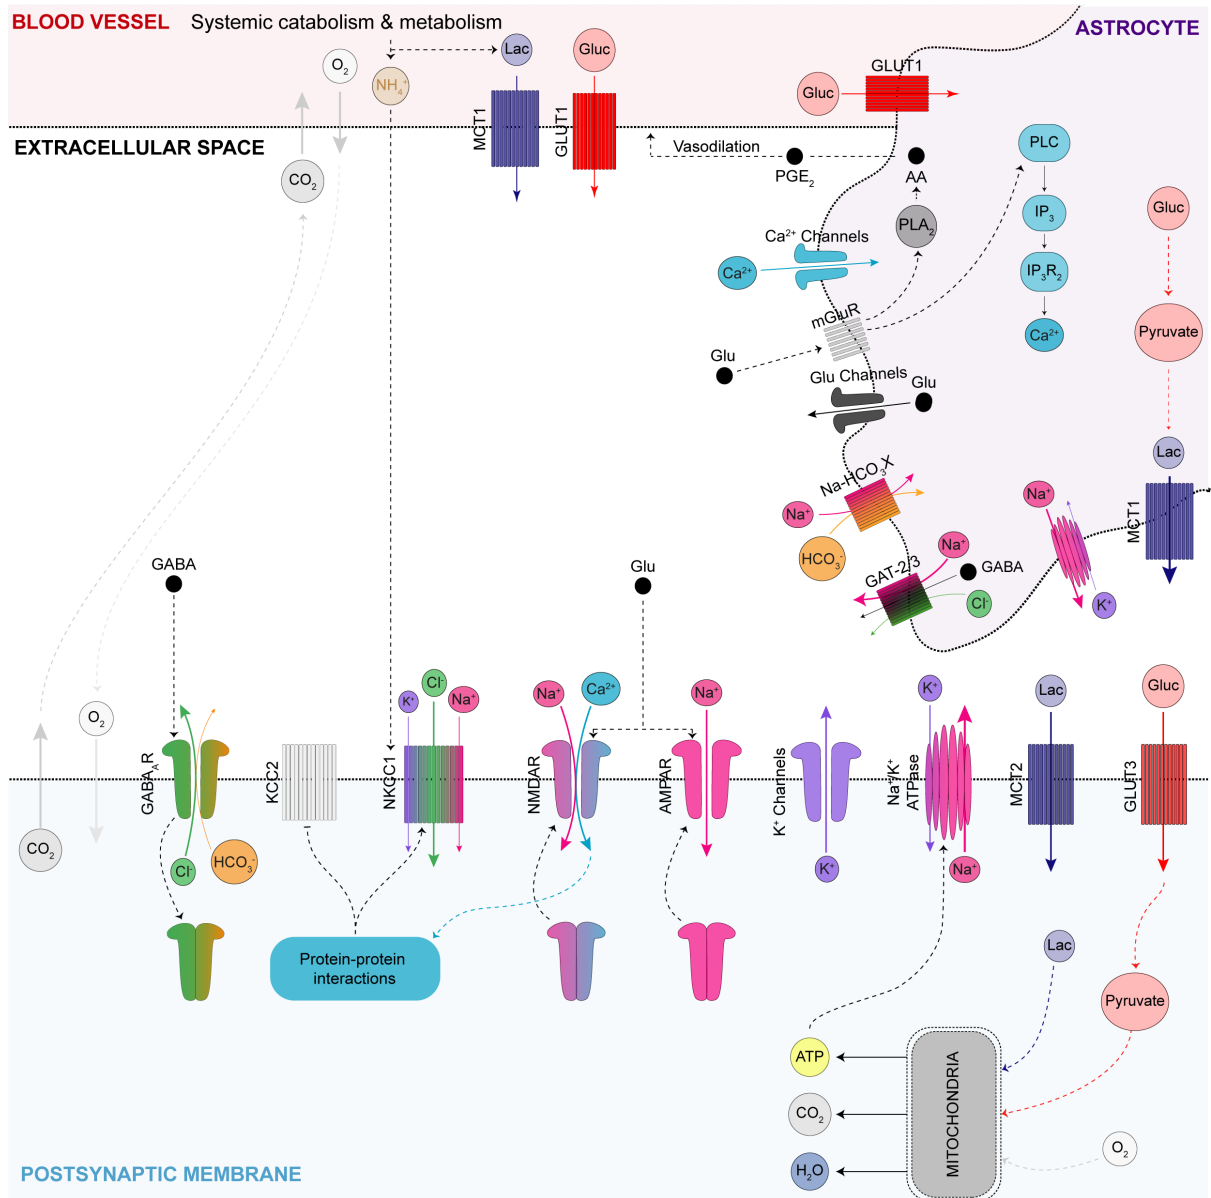 BLOOD VESSEL
Systemic catabolism & metabolism
ASTROCYTE
O₂
NH₄⁺
Lac
Gluc
MCT1
GLUT1
Gluc
GLUT1
EXTRACELLULAR SPACE
CO₂
Vasodilation
PGE₂
AA
PLA₂
PLC
IP₃
IP₃R₂
Ca²⁺
Gluc
Pyruvate
Lac
MCT1
Ca²⁺ Channels
Ca²⁺
mGluR
Glu
Glu Channels
Glu
Na-HCO₃X
Na⁺
HCO₃⁻
GAT-2/3
Na⁺
GABA
Cl⁻
Na⁺
K⁺
GABA
Glu
O₂
CO₂
GABA_AR
Cl⁻
HCO₃⁻
KCC2
NKCC1
K⁺
Cl⁻
Na⁺
NMDAR
Na⁺
Ca²⁺
AMPAR
Na⁺
K⁺ Channels
K⁺
Na⁺/K⁺
ATPase
K⁺
Na⁺
MCT2
Lac
GLUT3
Gluc
Protein-protein
interactions
Lac
Pyruvate
ATP
CO₂
H₂O
MITOCHONDRIA
O₂
POSTSYNAPTIC MEMBRANE